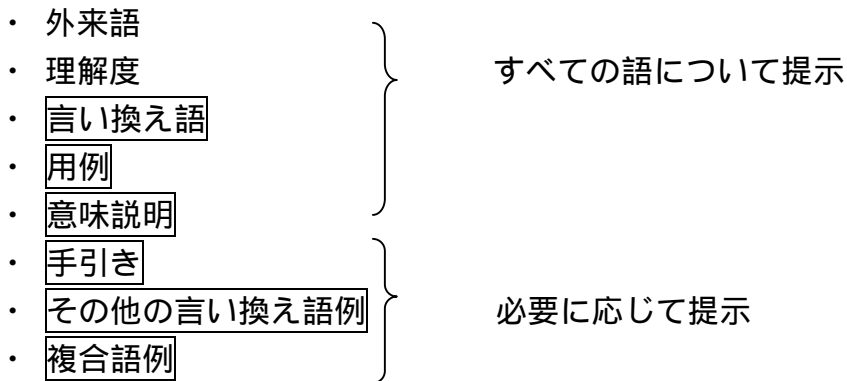 ・ 外来語
・ 理解度 すべての語について提示
・ 言い換え語
・ 用例
・ 意味説明
・ 手引き
・ その他の言い換え語例 必要に応じて提示
・ 複合語例